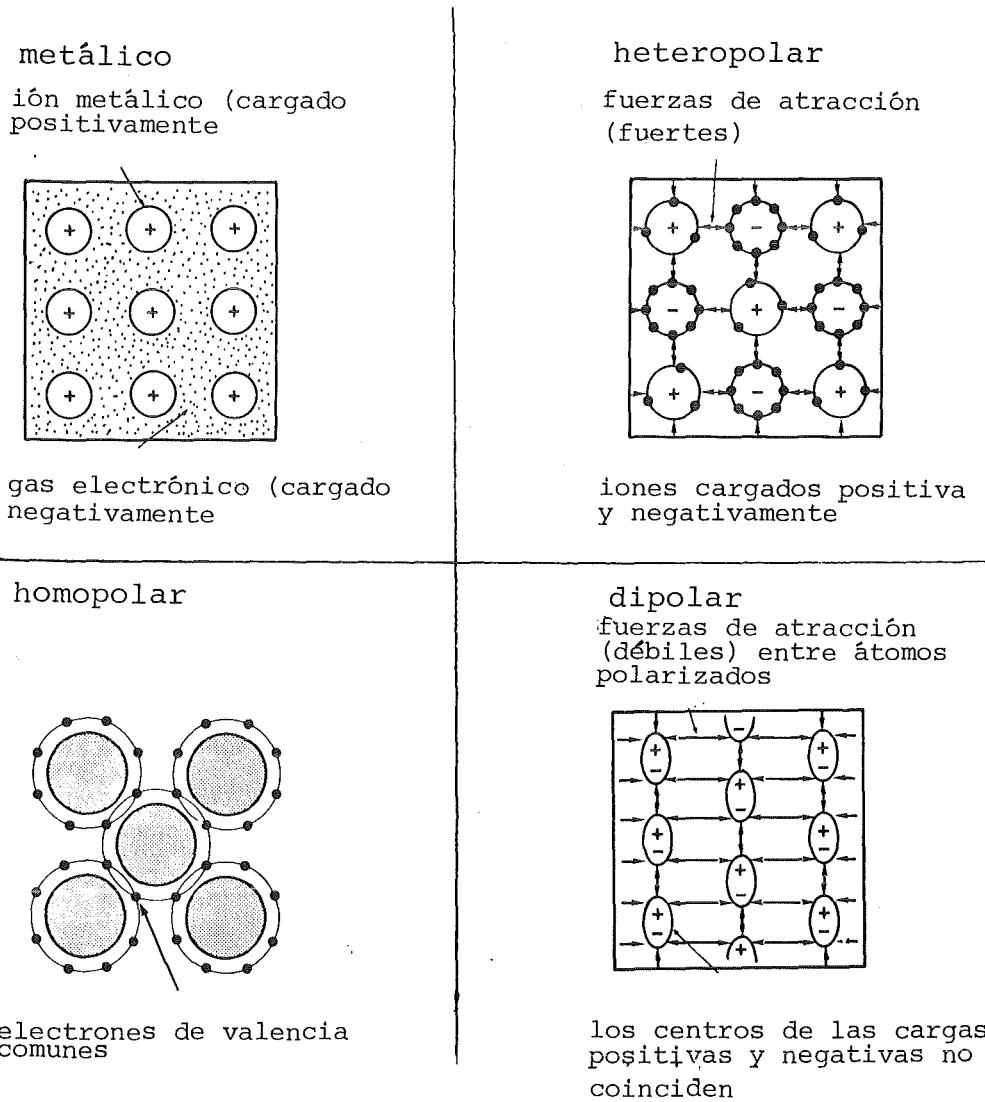 metálico
ión metálico (cargado
positivamente
+ + +
+ + +
+ + +
gas electrónico (cargado
negativamente
heteropolar
fuerzas de atracción
(fuertes)
+ - +
- + -
+ - +
iones cargados positiva
y negativamente
homopolar
electrones de valencia
comunes
dipolar
fuerzas de atracción
(débiles) entre átomos
polarizados
-
+ +
- -
+
-
+ +
- -
+
-
+ +
- -
+
los centros de las cargas
positivas y negativas no
coinciden